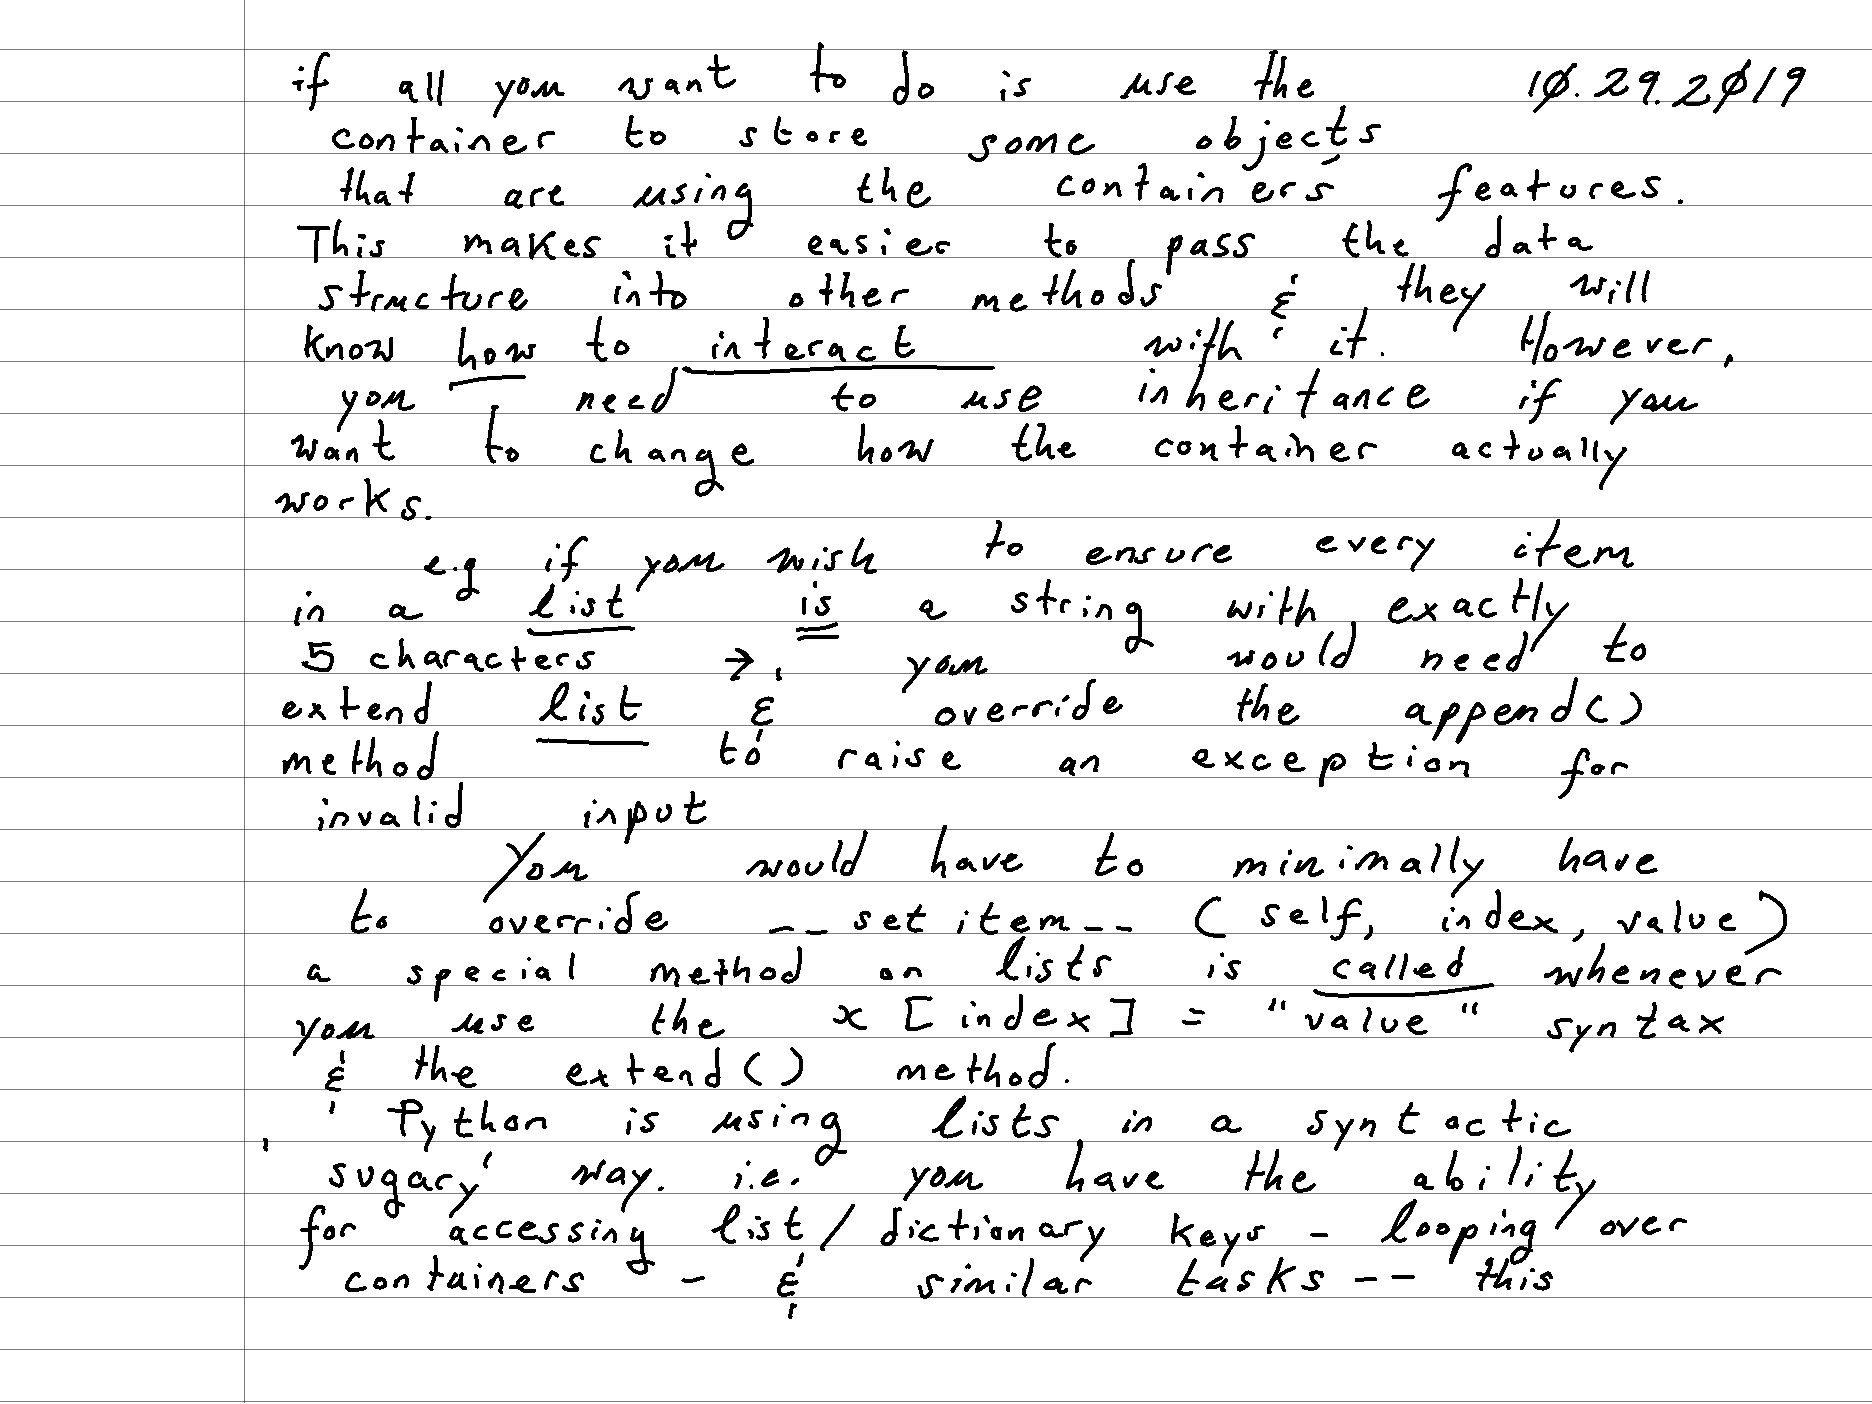 if all you want to do is use the 10.29.2019
container to store some objects
that are using the containers features.
This makes it easier to pass the data
structure into other methods & they will
know how to interact with it. However,
you need to use inheritance if you
want to change how the container actually
works.
e.g if you wish to ensure every item
in a list is a string with exactly
5 characters → you would need to
extend list & override the append()
method to raise an exception for
invalid input
You would have to minimally have
to override __setitem__ (self, index, value)
a special method on lists is called whenever
you use the x [index] = "value" syntax
& the extend() method.
Python is using lists in a syntactic
'sugary' way. i.e. you have the ability
for accessing list/dictionary keys - looping over
containers - & similar tasks -- this